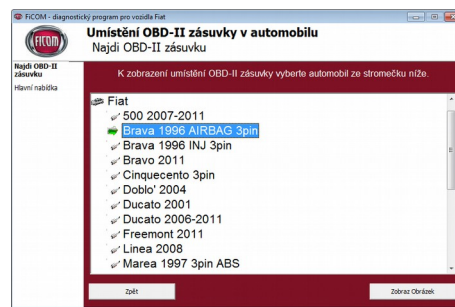 FiCOM - diagnostický program pro vozidla Fiat
FiCOM
Umístění OBD-II zásuvky v automobilu
Najdi OBD-II zásuvku
Najdi OBD-II
zásuvku
Hlavní nabídka
K zobrazení umístění OBD-II zásuvky vyberte automobil ze stromečku níže.
Fiat
500 2007-2011
Brava 1996 AIRBAG 3pin
Brava 1996 INJ 3pin
Bravo 2011
Cinquecento 3pin
Doblo' 2004
Ducato 2001
Ducato 2006-2011
Freemont 2011
Linea 2008
Marea 1997 3pin ABS
Zpět
Zobraz Obrázek